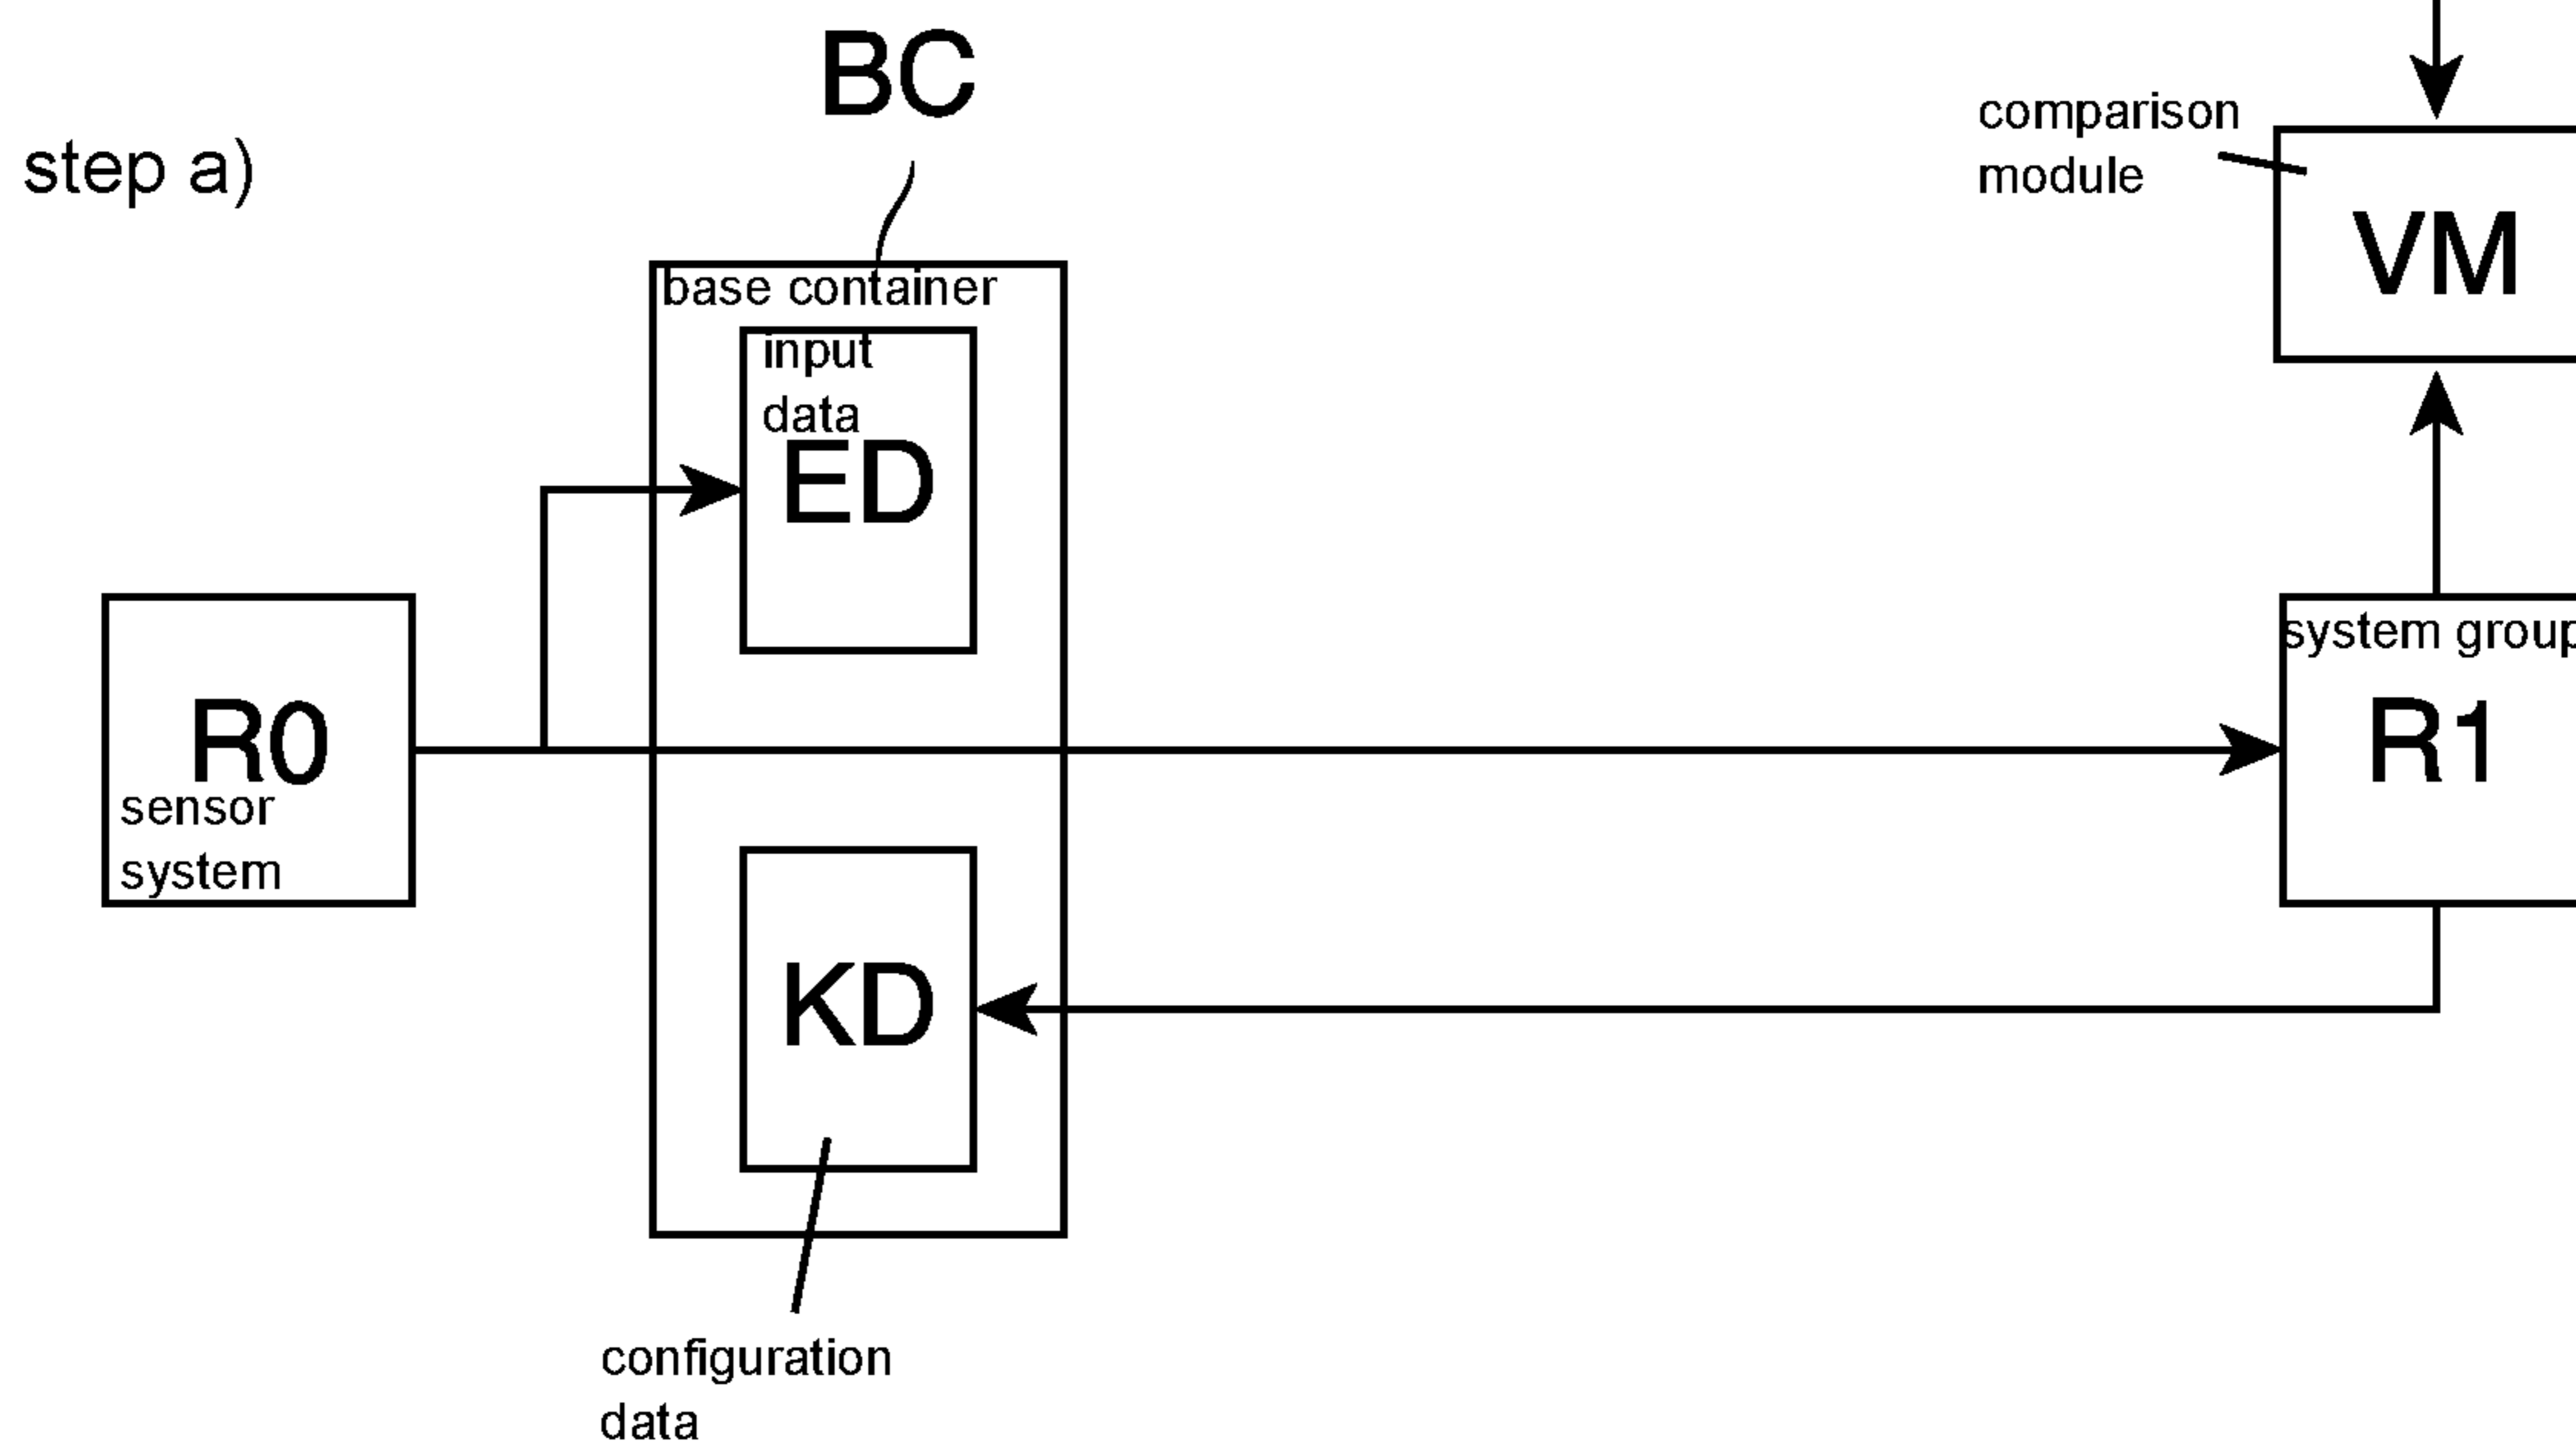 BC
step a)
comparison
module
VM
base container
input
data
ED
system group
R0
R1
sensor
system
KD
configuration
data